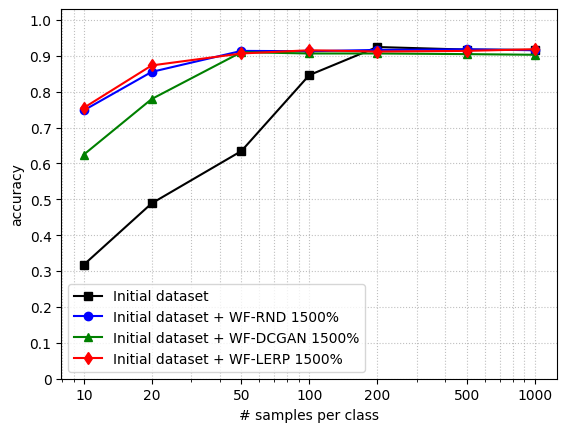 1.0
0.9
0.8
0.7
0.6
0.5
0.4
0.3
0.2
0.1
0
accuracy
Initial dataset
Initial dataset + WF-RND 1500%
Initial dataset + WF-DCGAN 1500%
Initial dataset + WF-LERP 1500%
10 20 50 100 200 500 1000
# samples per class